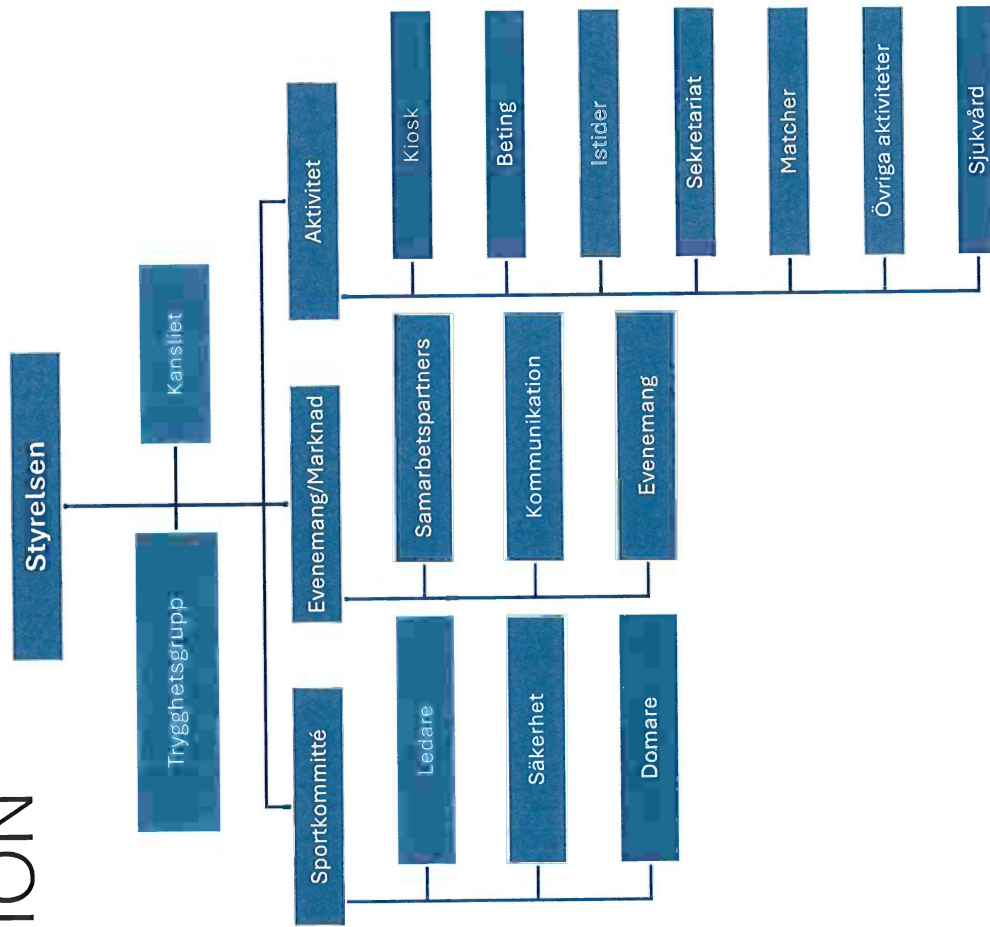 ION
Styrelsen
Trygghetsgrupp
Kansliet
Sportkommitté
Evenemang/Marknad
Aktivitet
Ledare
Säkerhet
Domare
Samarbetspartners
Kommunikation
Evenemang
Kiosk
Beting
Istider
Sekretariat
Matcher
Övriga aktiviteter
Sjukvård